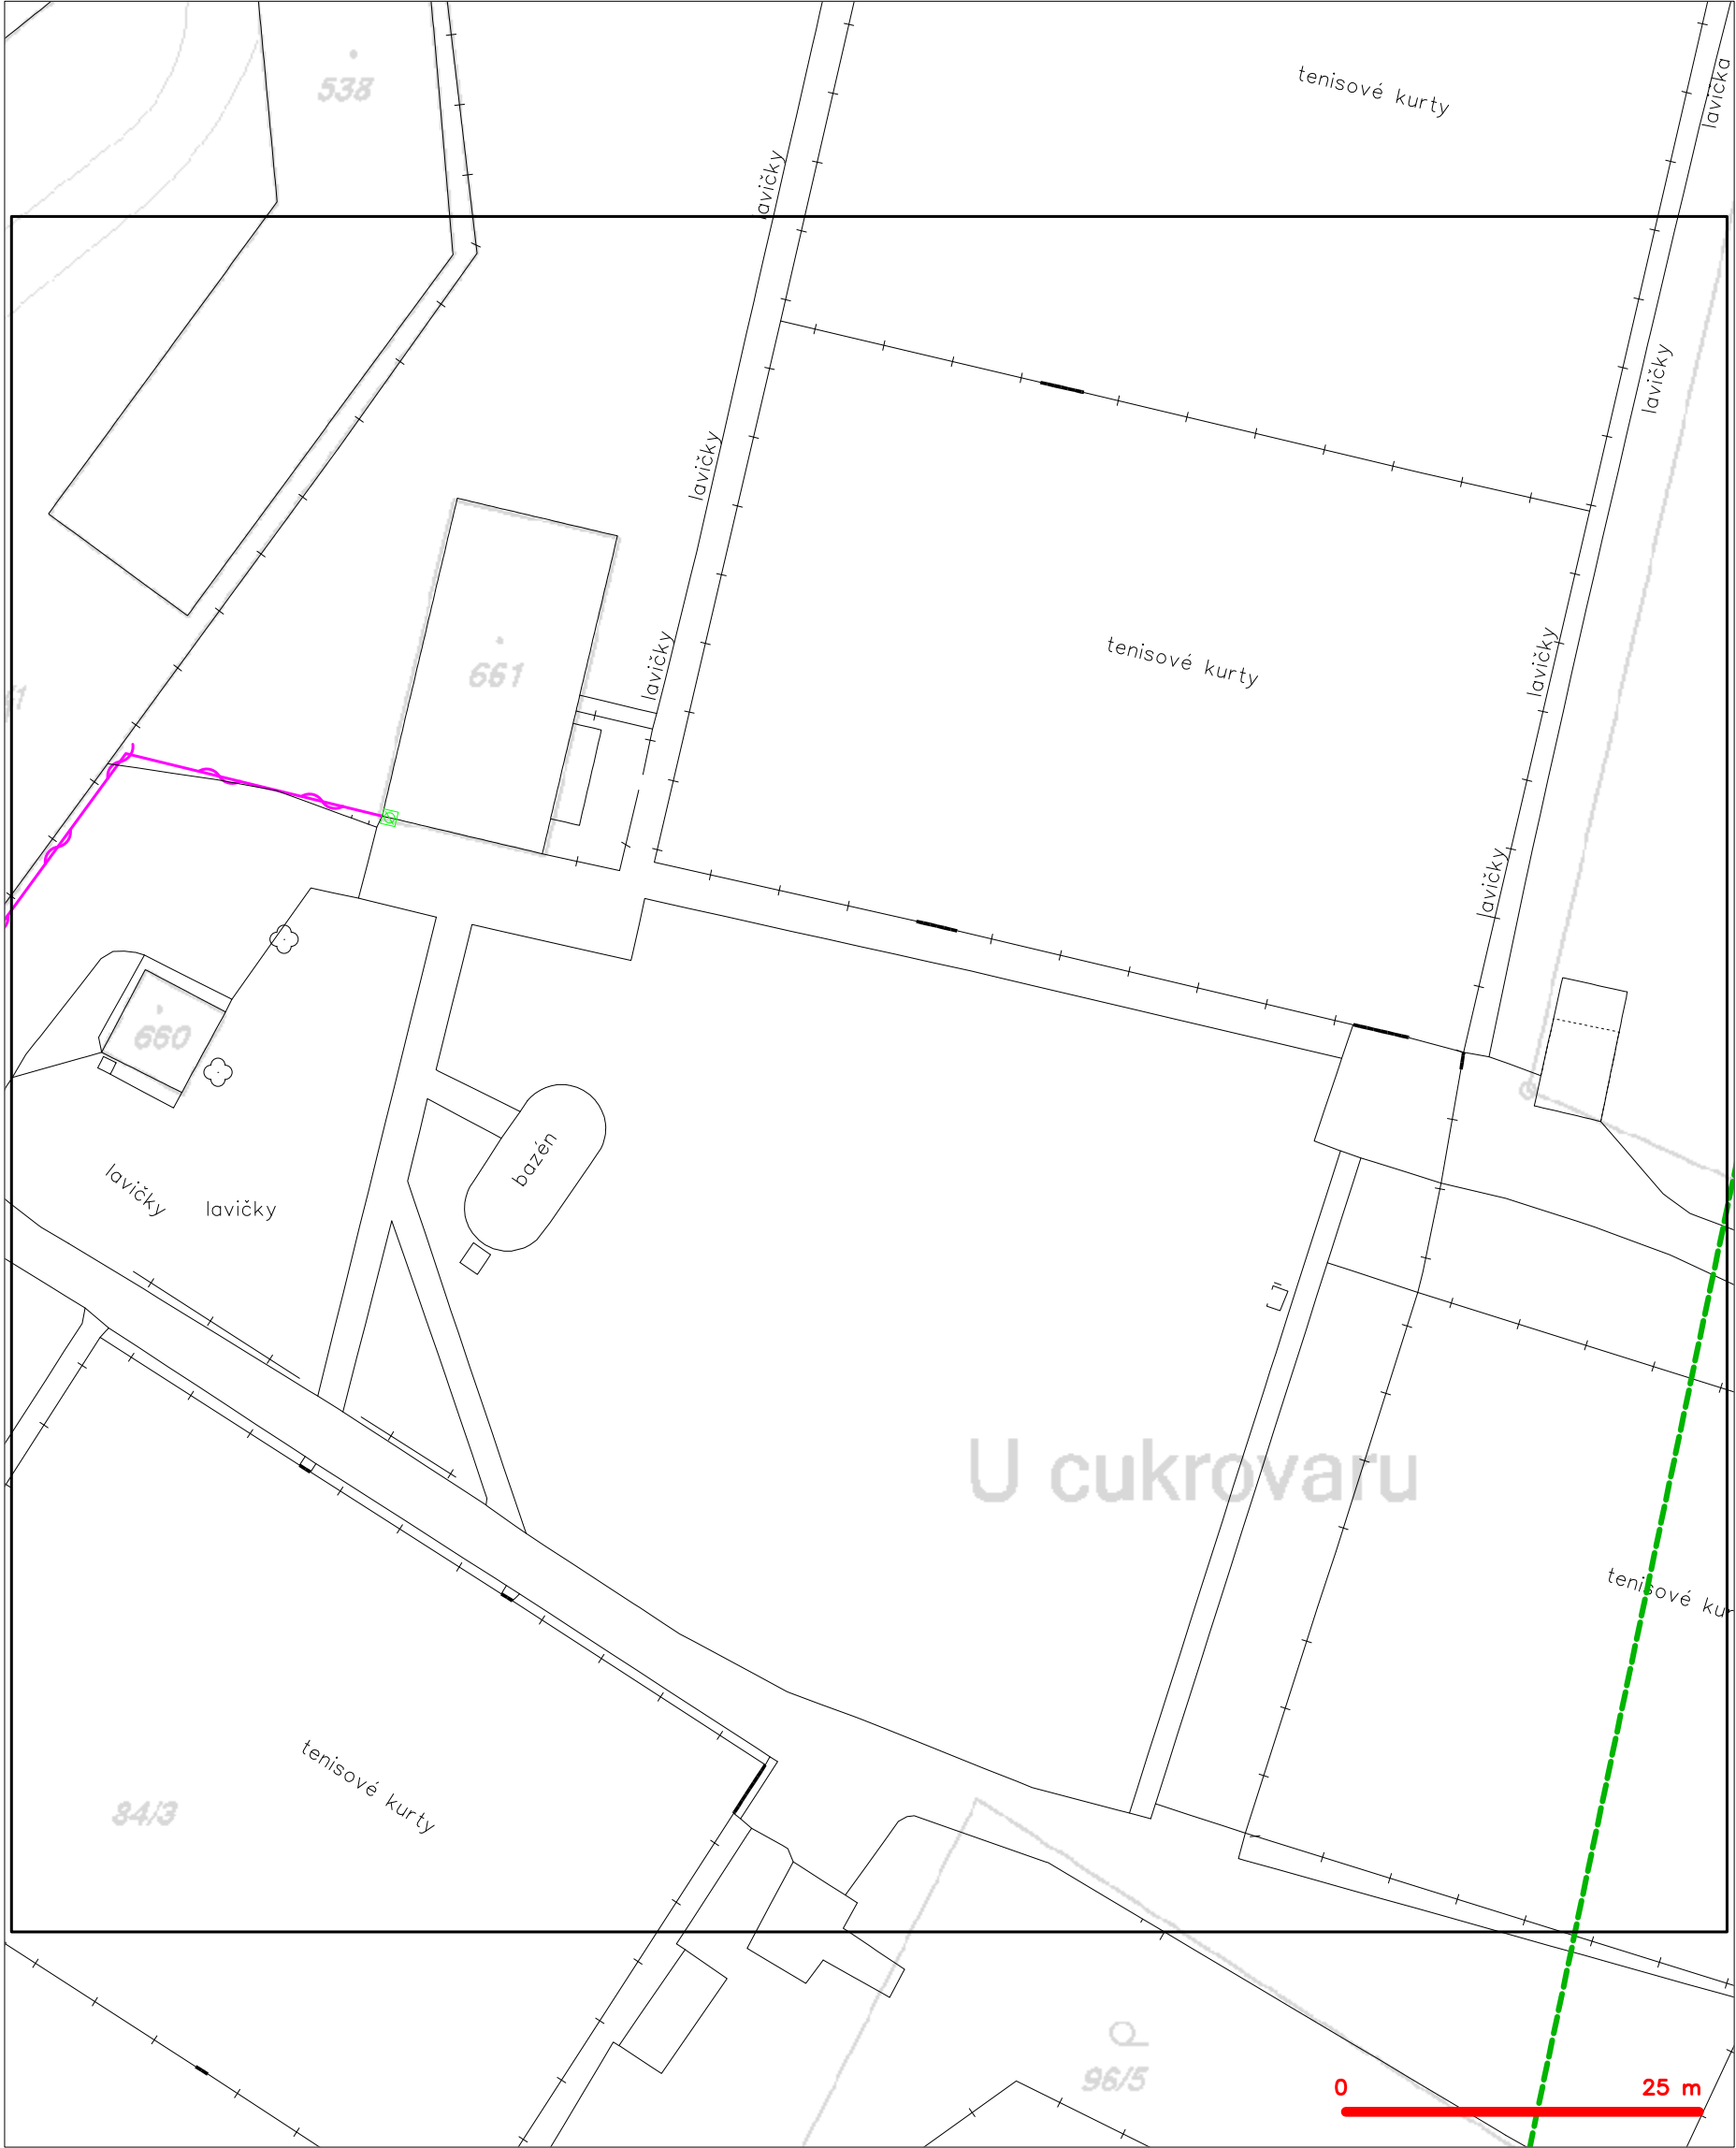 tenisové kurty
lavička
538
lavičky
lavičky
lavičky
tenisové kurty
lavičky
661
lavičky
lavičky
660
bazén
lavičky
lavičky
U cukrovaru
tenisové ku
tenisové kurty
84/3
96/5
0
25 m